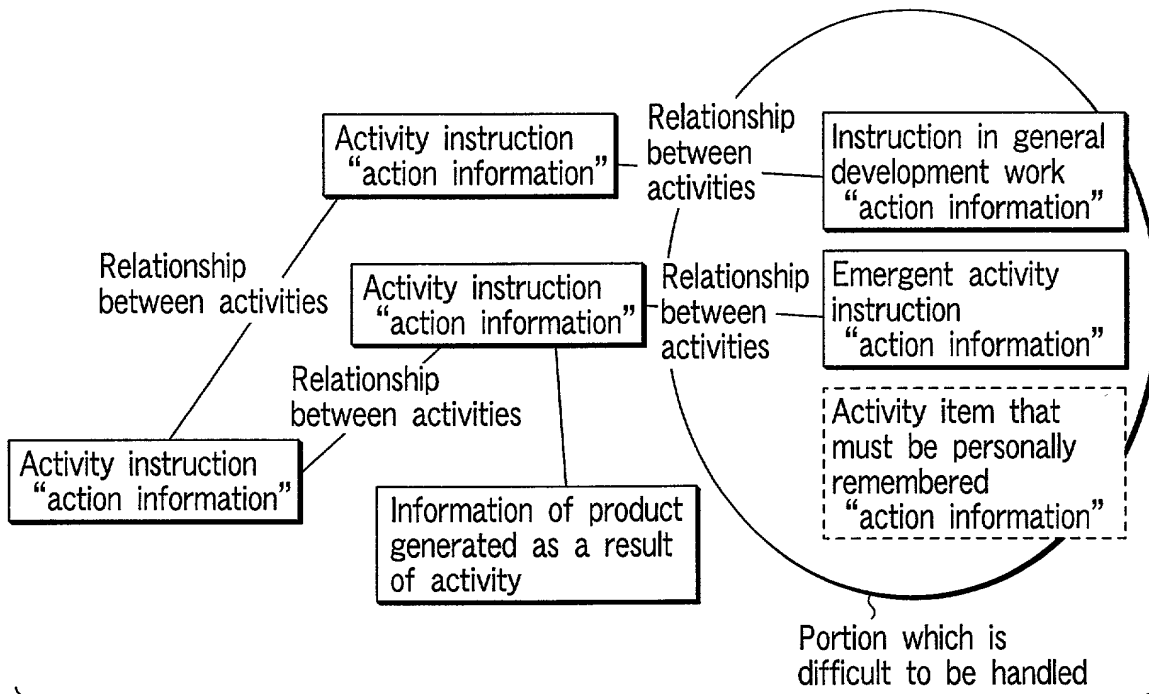 Activity instruction
“action information”
Relationship
between
activities
Instruction in general
development work
“action information”
Relationship
between activities
Activity instruction
“action information”
Relationship
between
activities
Emergent activity
instruction
“action information”
Relationship
between activities
Activity item that
must be personally
remembered
“action information”
Activity instruction
“action information”
Information of product
generated as a result
of activity
Portion which is
difficult to be handled